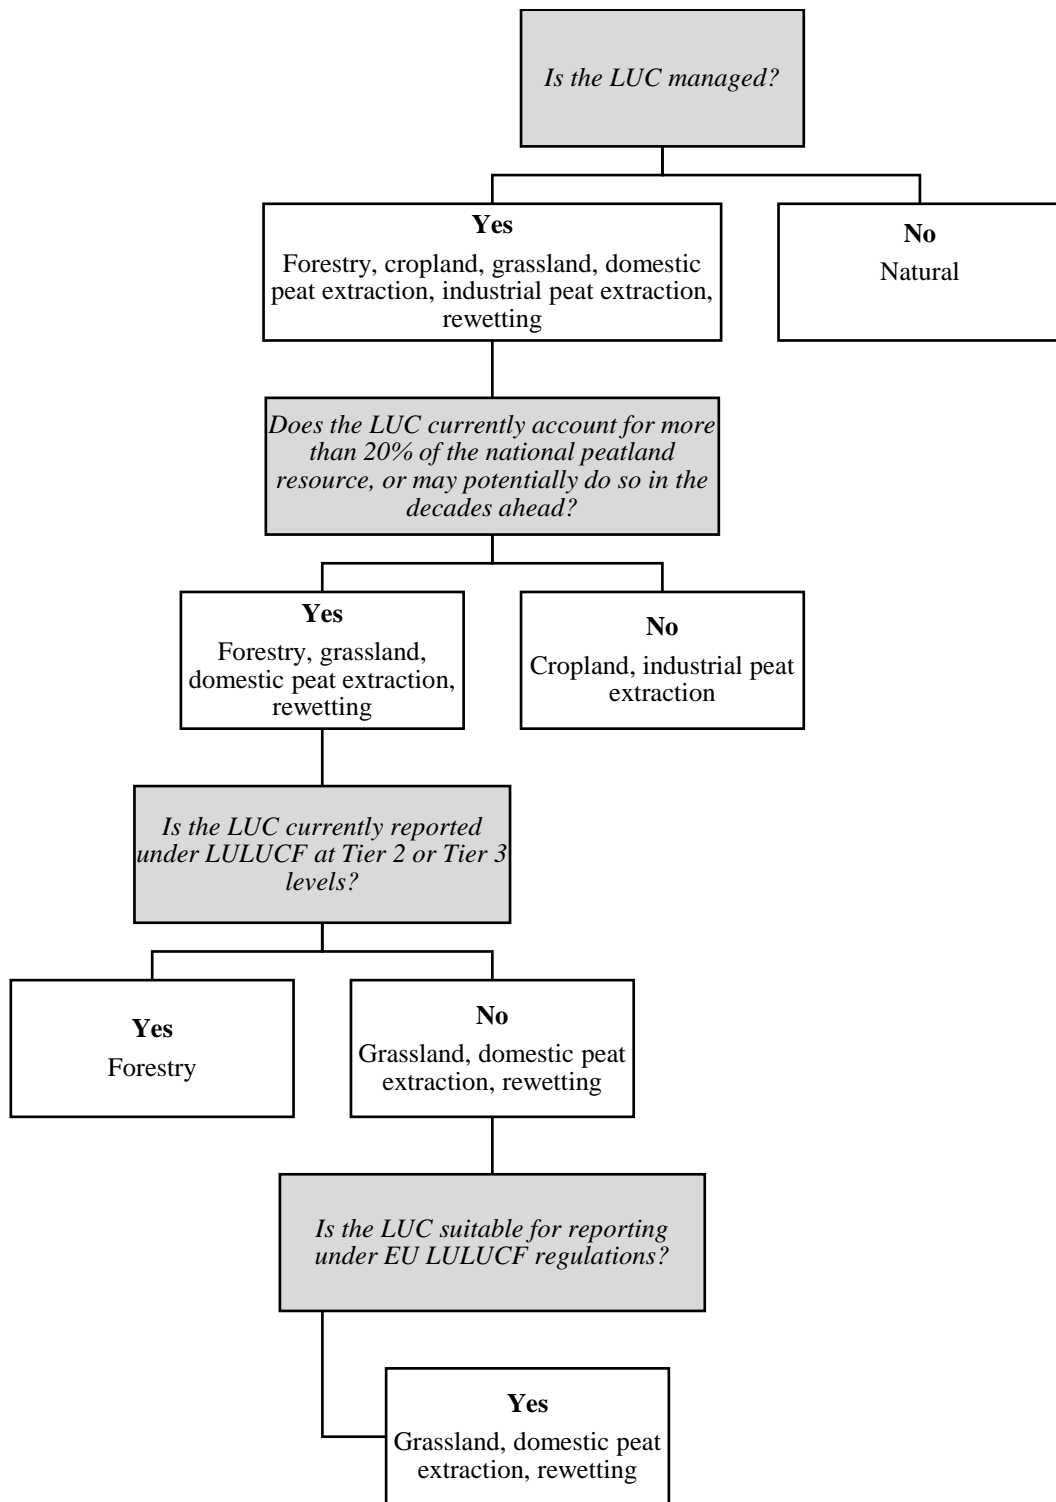 Is the LUC managed?
Yes
Forestry, cropland, grassland, domestic
peat extraction, industrial peat extraction,
rewetting
No
Natural
Does the LUC currently account for more
than 20% of the national peatland
resource, or may potentially do so in the
decades ahead?
Yes
Forestry, grassland,
domestic peat extraction,
rewetting
No
Cropland, industrial peat
extraction
Is the LUC currently reported
under LULUCF at Tier 2 or Tier 3
levels?
Yes
Forestry
No
Grassland, domestic peat
extraction, rewetting
Is the LUC suitable for reporting
under EU LULUCF regulations?
Yes
Grassland, domestic peat
extraction, rewetting